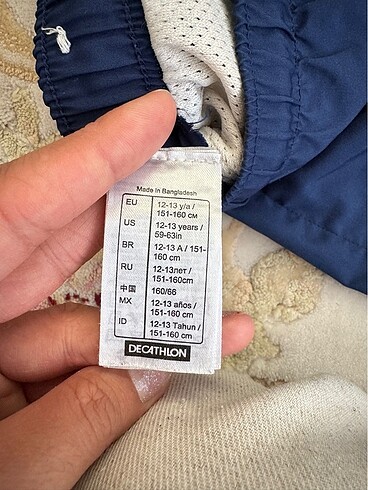 Made In Bangladesh
EU 12-13 y/a /
151-160 см
US 12-13 years /
59-63in
BR 12-13 A / 151-
160 cm
RU 12-13лет /
151-160cm
中国 160/66
MX 12-13 años /
151-160 cm
ID 12-13 Tahun /
151-160 cm
DECATHLON